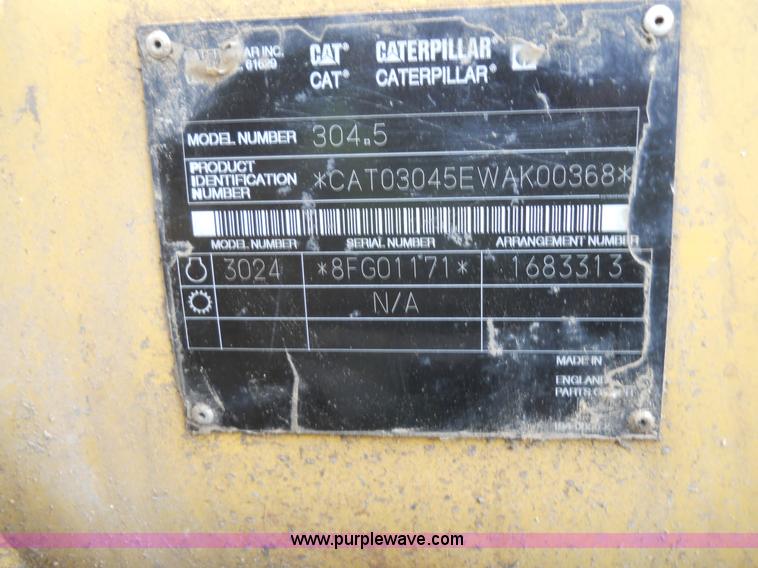 AR INC.
61629
CAT® CATERPILLAR®
CAT® CATERPILLAR®
MODEL NUMBER 304.5
PRODUCT IDENTIFICATION NUMBER *CAT03045EWAK00368*
MODEL NUMBER SERIAL NUMBER ARRANGEMENT NUMBER
3024 *8FG01171* 1683313
N/A
MADE IN
ENGLAND
PARTS
www.purplewave.com